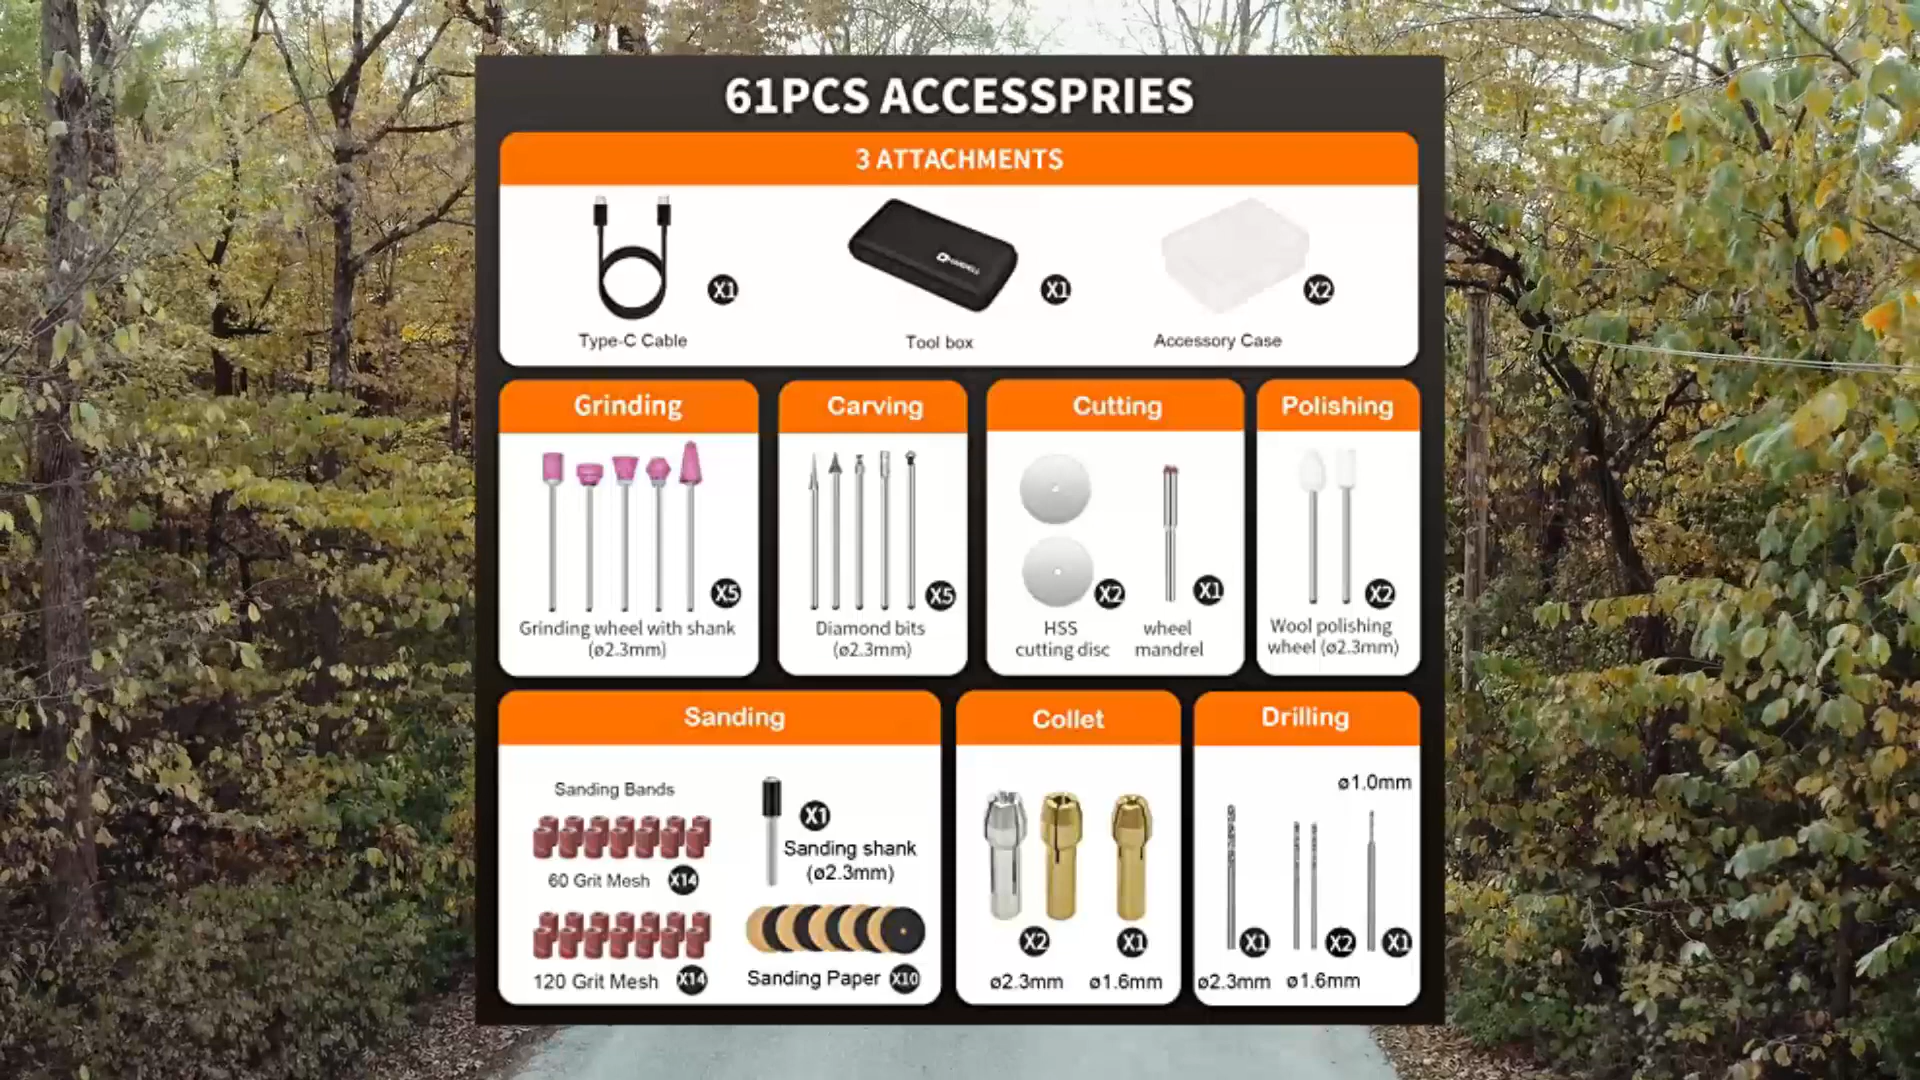 61PCS ACCESSPRIES
3 ATTACHMENTS
X1
X1
X2
Type-C Cable
Tool box
Accessory Case
Grinding
X5
Grinding wheel with shank
(ø2.3mm)
Carving
X5
Diamond bits
(ø2.3mm)
Cutting
X2
X1
HSS
cutting disc
wheel
mandrel
Polishing
X2
Wool polishing
wheel (ø2.3mm)
Sanding
Sanding Bands
60 Grit Mesh X14
120 Grit Mesh X14
X1
Sanding shank
(ø2.3mm)
Sanding Paper X10
Collet
X2
X1
ø2.3mm
ø1.6mm
Drilling
ø1.0mm
X1
X2
X1
ø2.3mm
ø1.6mm